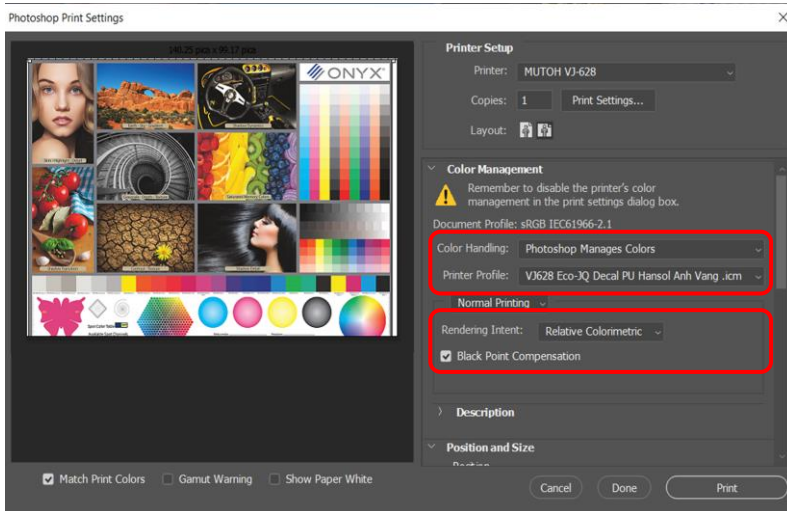 Photoshop Print Settings
140.25 picas x 99.17 picas
ONYX
Printer Setup
Printer: MUTOH VJ-628
Copies: 1 Print Settings...
Layout:
Color Management
Remember to disable the printer's color
management in the print settings dialog box.
Document Profile: sRGB IEC61966-2.1
Color Handling: Photoshop Manages Colors
Printer Profile: VJ628 Eco-JQ Decal PU Hansol Anh Vang .icm
Normal Printing
Rendering Intent: Relative Colorimetric
Black Point Compensation
Description
Position and Size
Match Print Colors Gamut Warning Show Paper White
Cancel Done Print